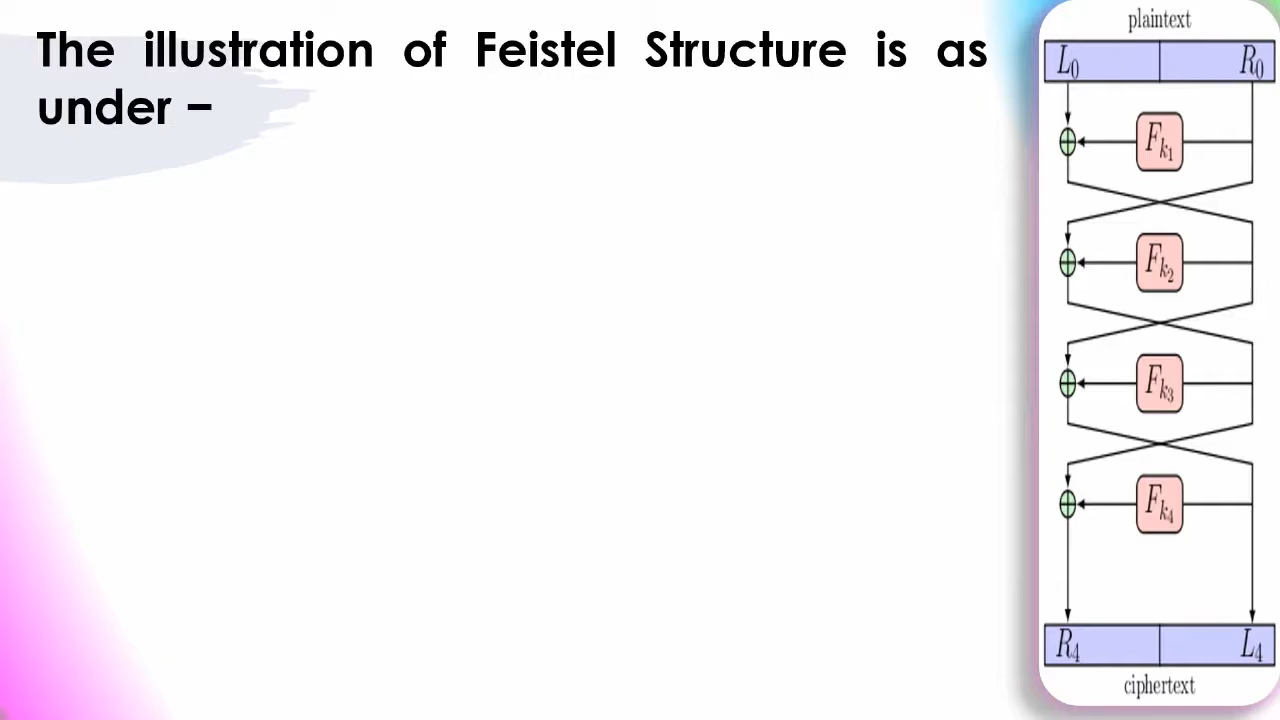 The illustration of Feistel Structure is as
under –
plaintext
L₀ R₀
Fₖ₁
Fₖ₂
Fₖ₃
Fₖ₄
R₄ L₄
ciphertext